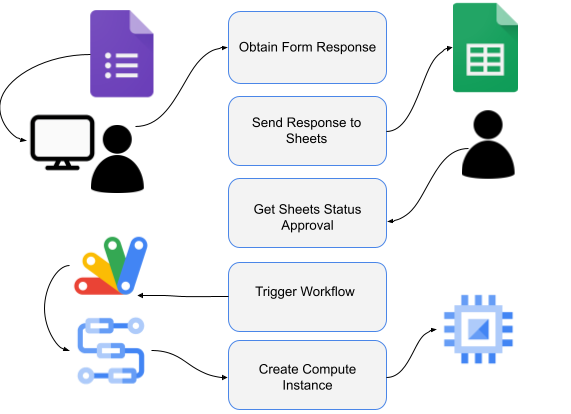 Obtain Form Response
Send Response to
Sheets
Get Sheets Status
Approval
Trigger Workflow
Create Compute
Instance